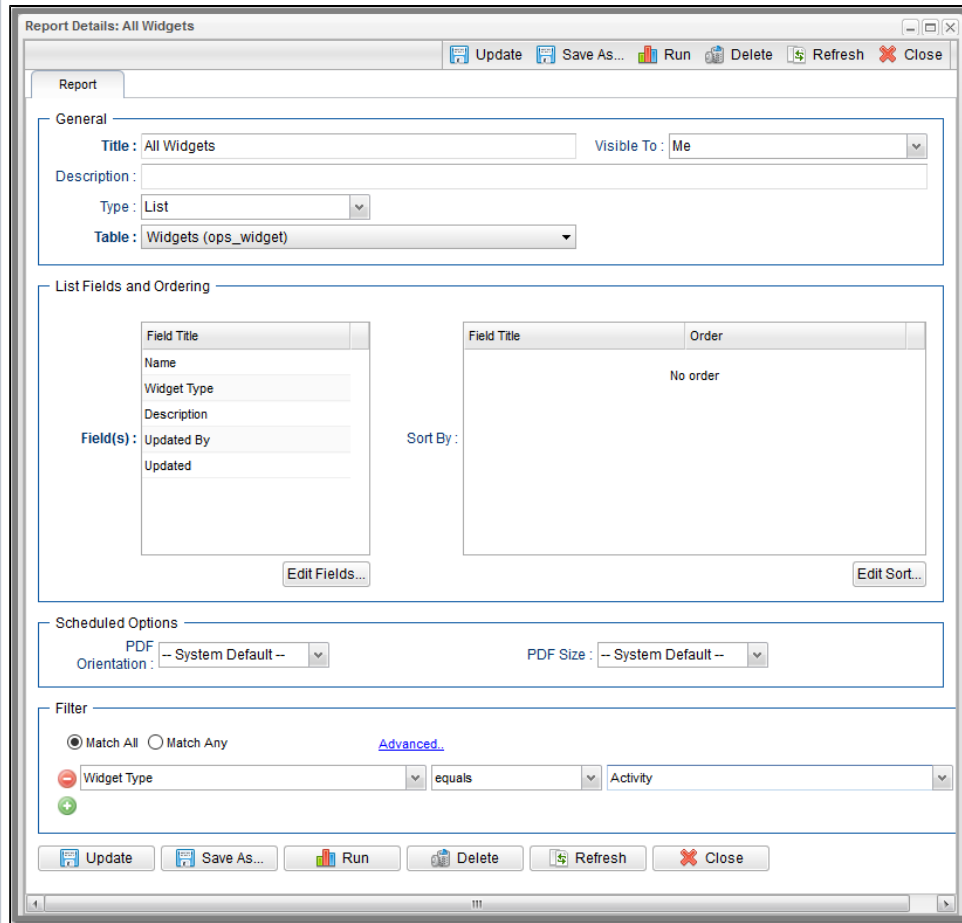 Report Details: All Widgets
Update Save As... Run Delete Refresh Close
Report
General
Title : All Widgets Visible To : Me
Description :
Type : List
Table : Widgets (ops_widget)
List Fields and Ordering
Field Title Field Title Order
Name
No order
Widget Type
Description
Field(s) : Updated By Sort By :
Updated
Edit Fields... Edit Sort...
Scheduled Options
PDF
Orientation : -- System Default -- PDF Size : -- System Default --
Filter
Match All Match Any Advanced..
Widget Type equals Activity
Update Save As... Run Delete Refresh Close